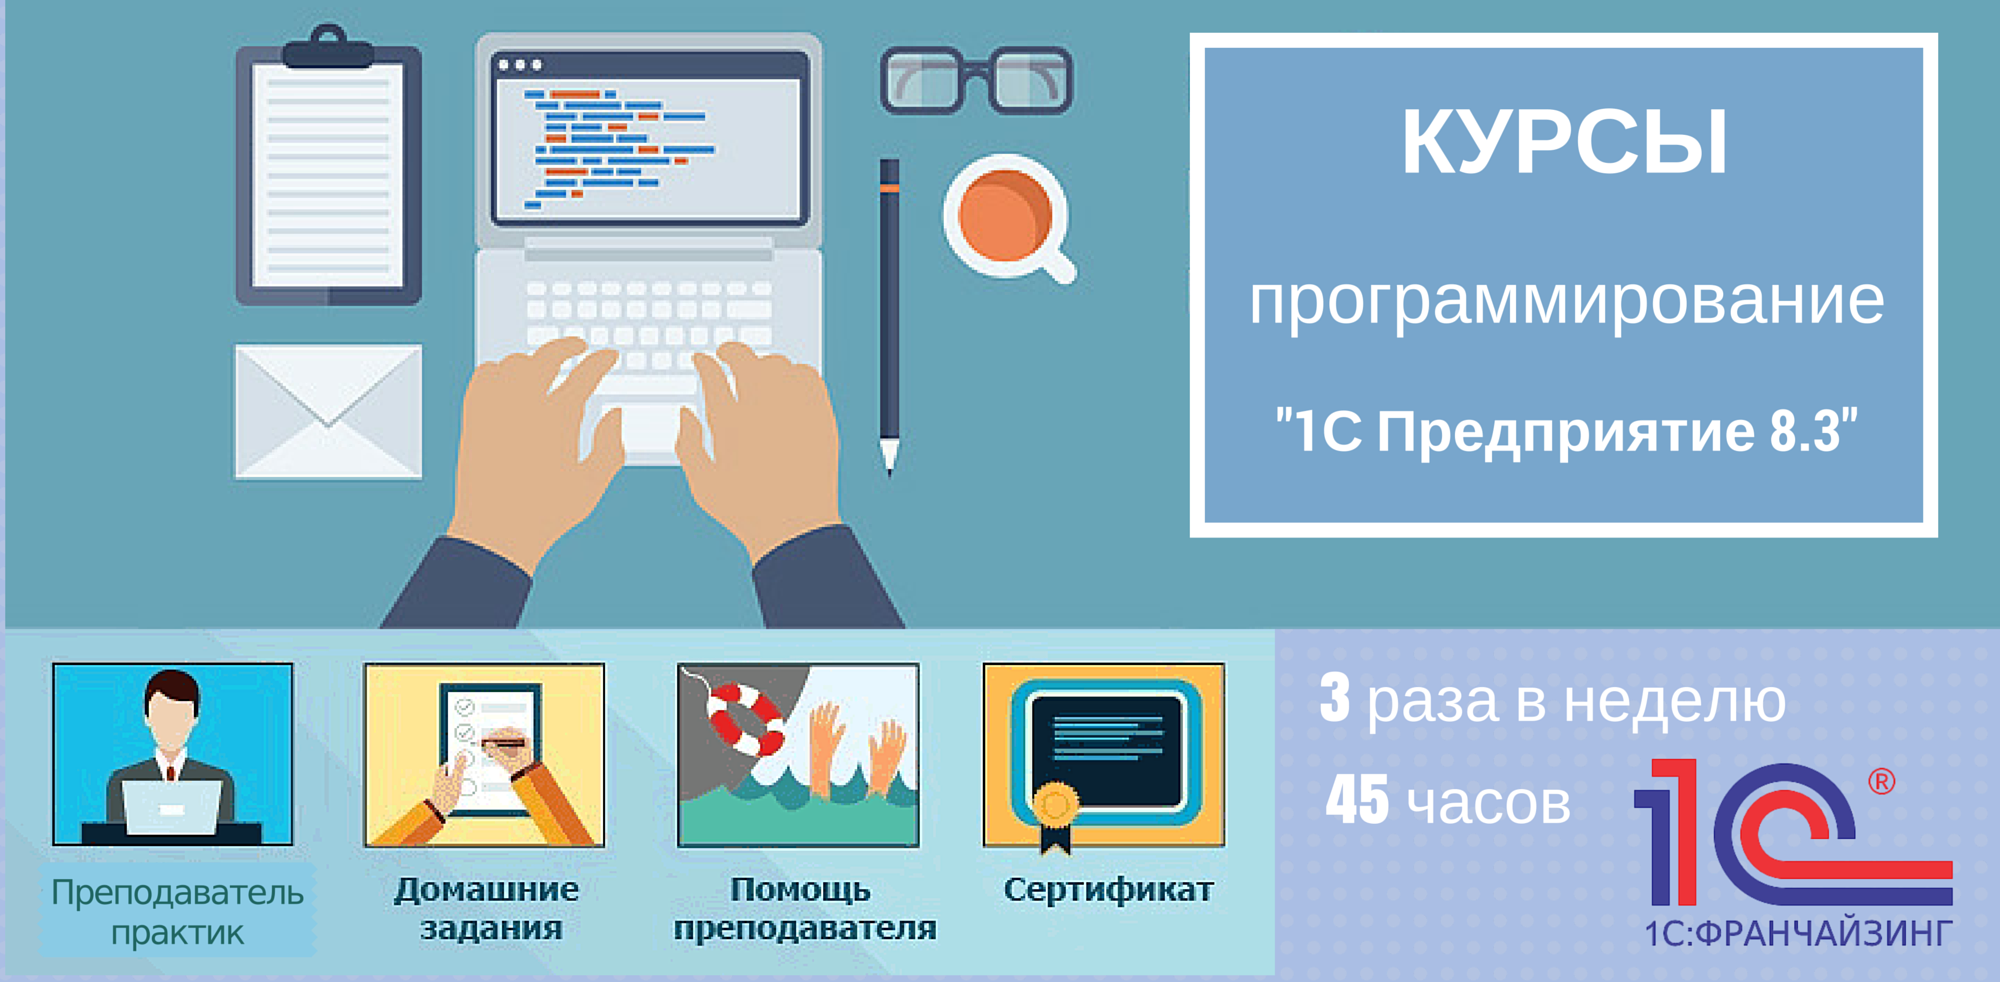 КУРСЫ
программирование
"1С Предприятие 8.3"
Преподаватель
практик
Домашние
задания
Помощь
преподавателя
Сертификат
3 раза в неделю
45 часов
1С®
1С:ФРАНЧАЙЗИНГ